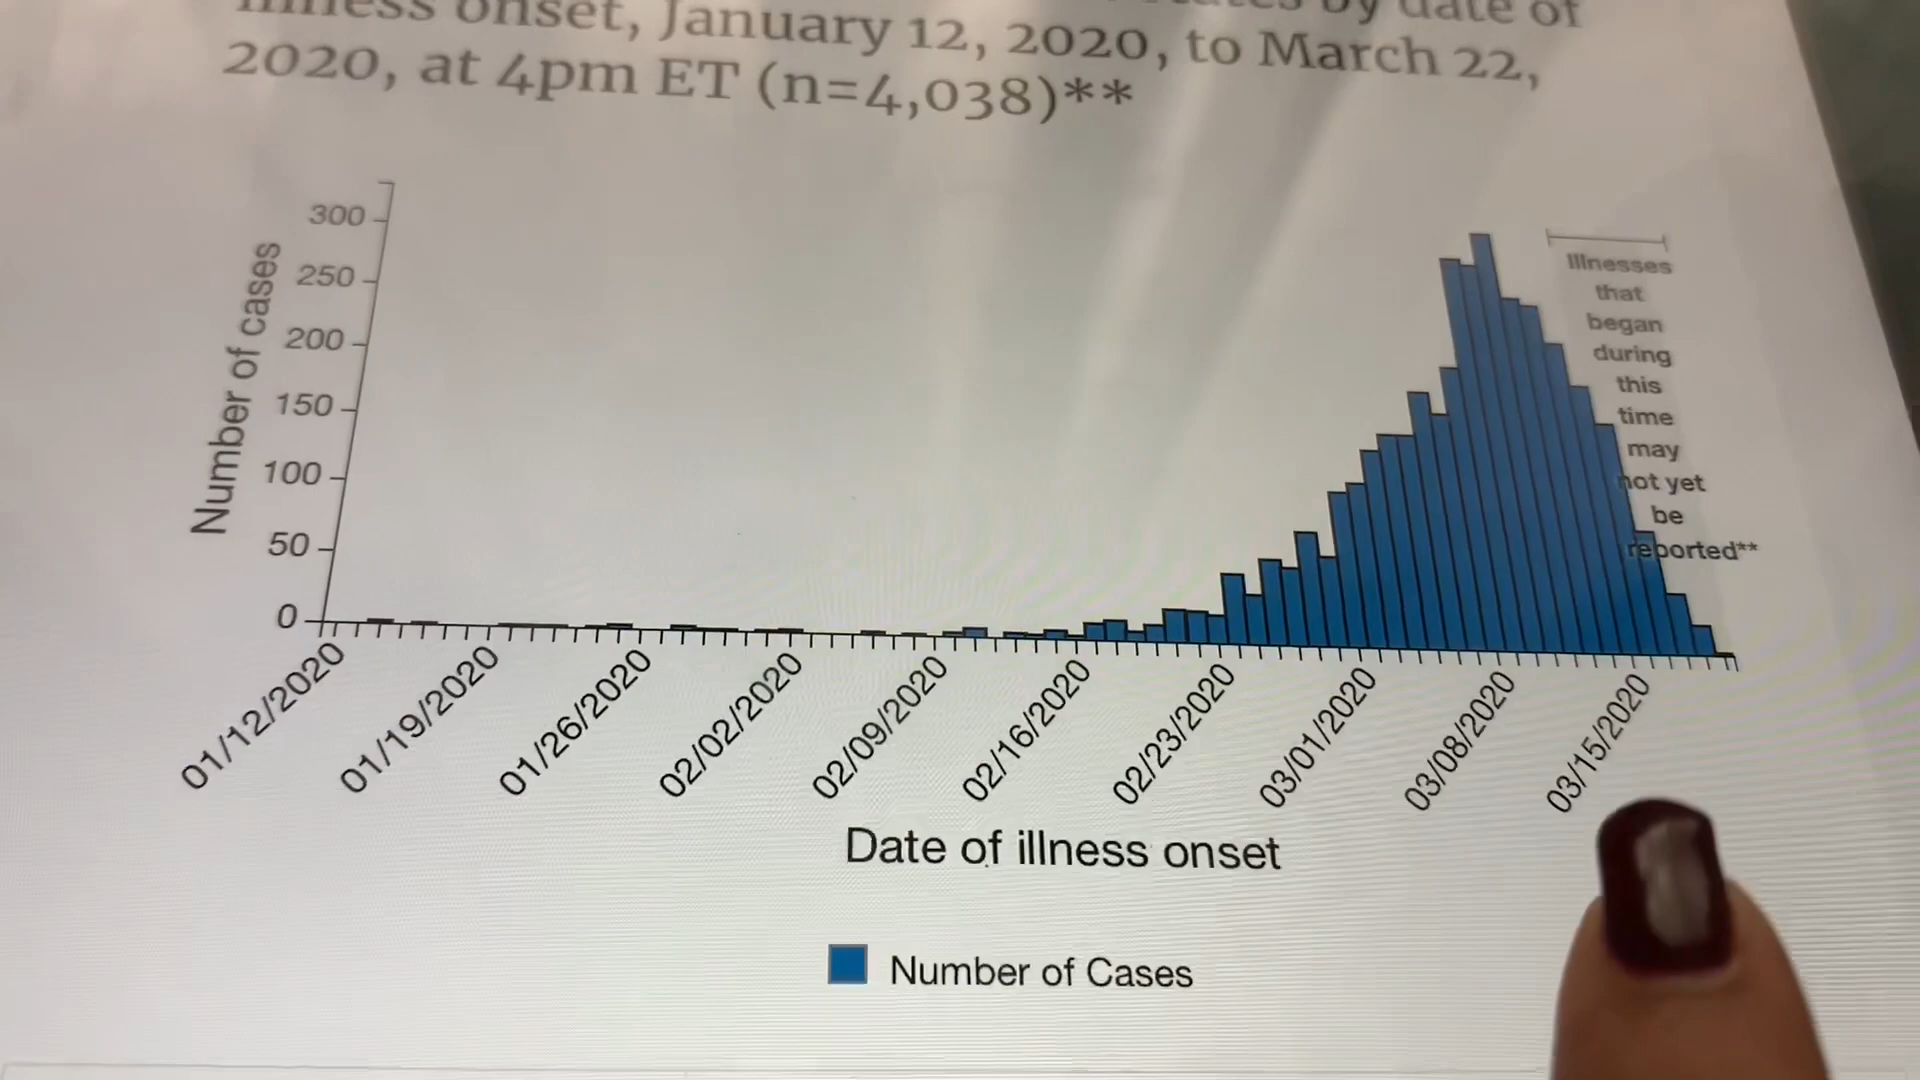 illness onset, January 12, 2020, to March 22,
2020, at 4pm ET (n=4,038)**
Number of cases
300
250
200
150
100
50
0
Illnesses
that
began
during
this
time
may
not yet
be
reported**
01/12/2020
01/19/2020
01/26/2020
02/02/2020
02/09/2020
02/16/2020
02/23/2020
03/01/2020
03/08/2020
03/15/2020
Date of illness onset
Number of Cases